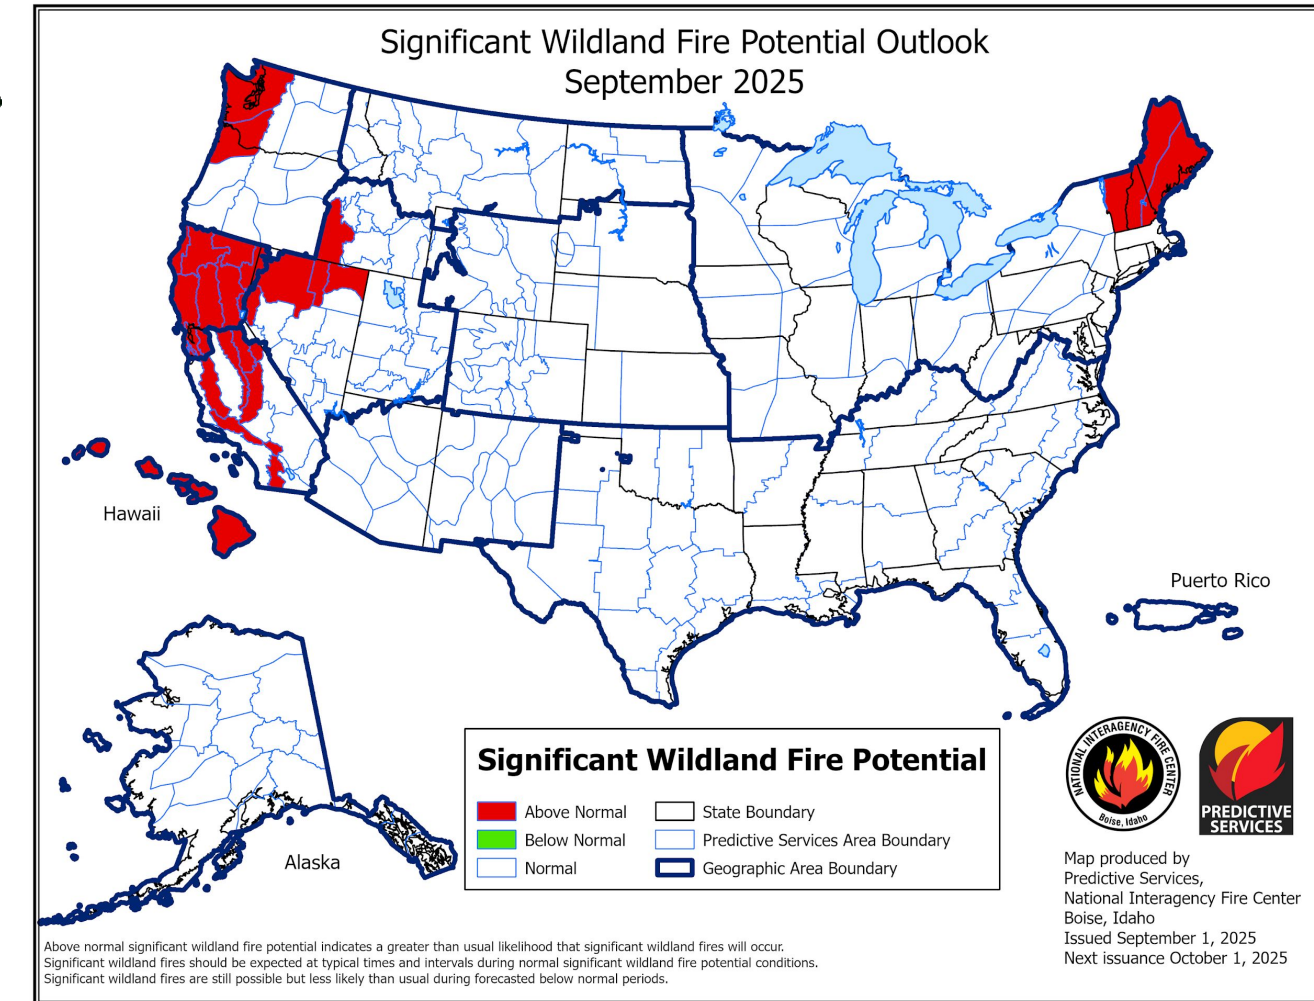 Significant Wildland Fire Potential Outlook
September 2025
Hawaii
Puerto Rico
Alaska
Significant Wildland Fire Potential
Above Normal
Below Normal
Normal
State Boundary
Predictive Services Area Boundary
Geographic Area Boundary
NATIONAL INTERAGENCY FIRE CENTER
Boise, Idaho
PREDICTIVE
SERVICES
Map produced by
Predictive Services,
National Interagency Fire Center
Boise, Idaho
Issued September 1, 2025
Next issuance October 1, 2025
Above normal significant wildland fire potential indicates a greater than usual likelihood that significant wildland fires will occur.
Significant wildland fires should be expected at typical times and intervals during normal significant wildland fire potential conditions.
Significant wildland fires are still possible but less likely than usual during forecasted below normal periods.